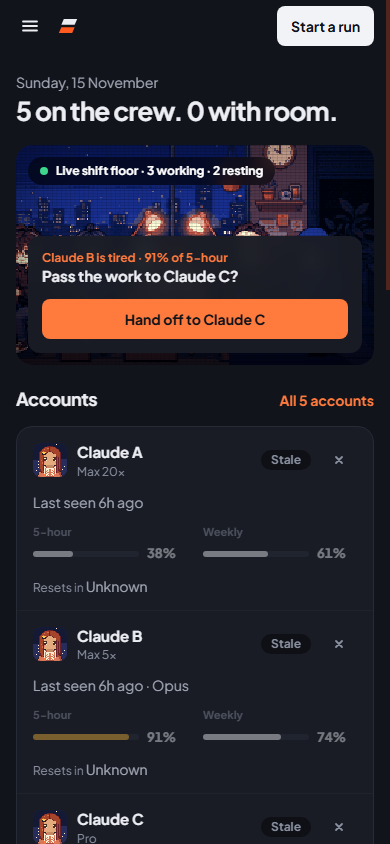 Start a run
Sunday, 15 November
5 on the crew. 0 with room.
Live shift floor · 3 working · 2 resting
Claude B is tired · 91% of 5-hour
Pass the work to Claude C?
Hand off to Claude C
Accounts
All 5 accounts
Claude A
Max 20×
Stale
×
Last seen 6h ago
5-hour
Weekly
38%
61%
Resets in Unknown
Claude B
Max 5×
Stale
×
Last seen 6h ago · Opus
5-hour
Weekly
91%
74%
Resets in Unknown
Claude C
Pro
Stale
×